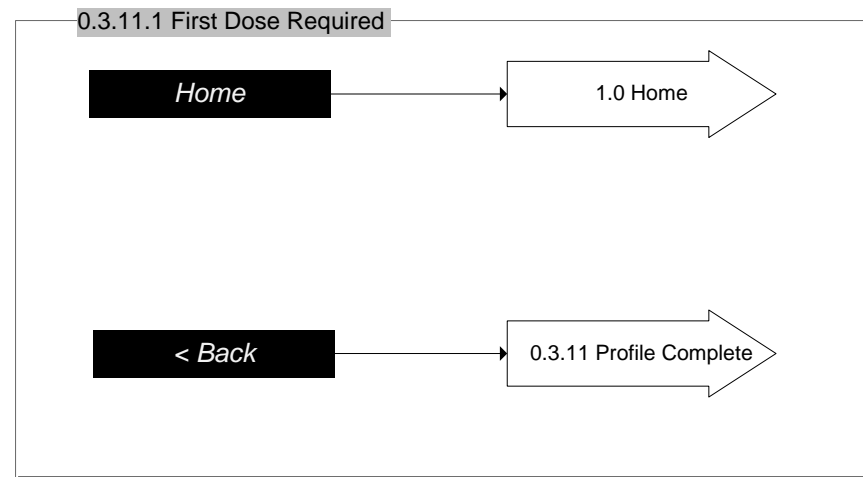 0.3.11.1 First Dose Required
Home
1.0 Home
< Back
0.3.11 Profile Complete